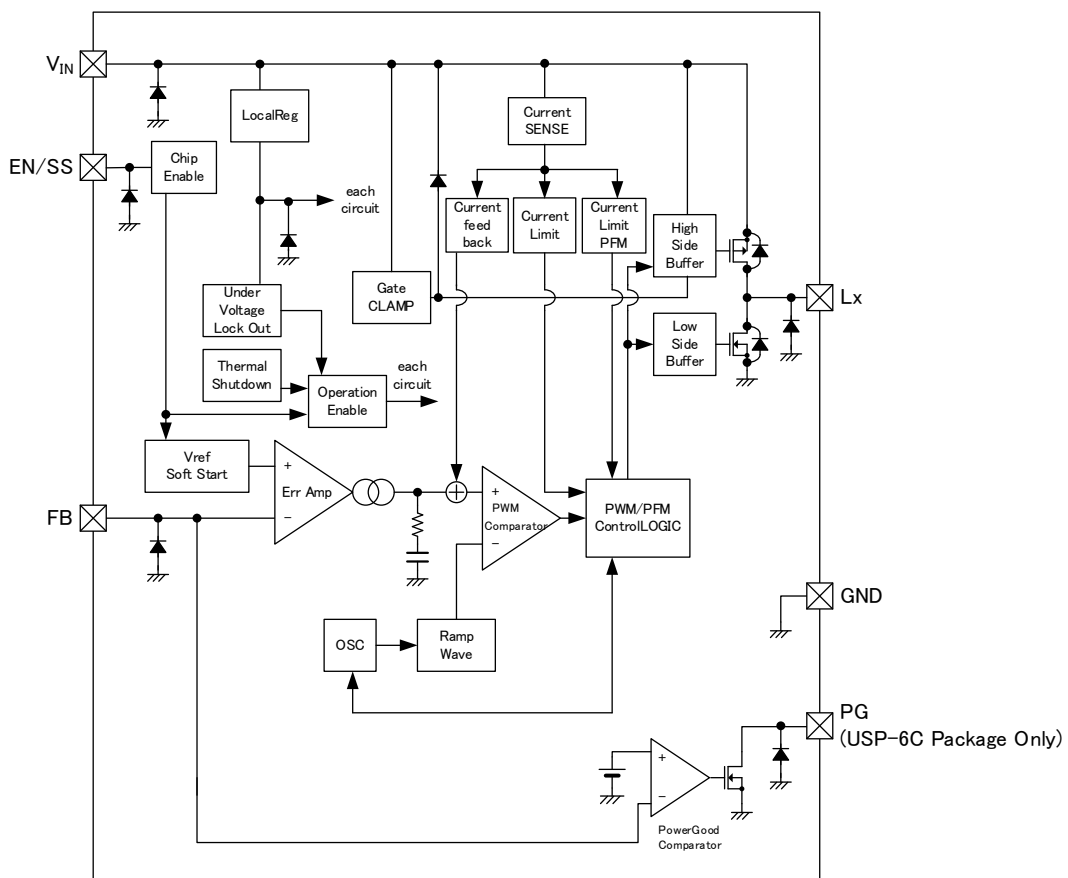 VIN
LocalReg
Current
SENSE
EN/SS
Chip
Enable
each
circuit
Current
feed
back
Current
Limit
Current
Limit
PFM
High
Side
Buffer
Gate
CLAMP
Under
Voltage
Lock Out
Lx
Low
Side
Buffer
Thermal
Shutdown
Operation
Enable
each
circuit
Vref
Soft Start
+
Err Amp
−
+
PWM
Comparator
−
PWM/PFM
ControlLOGIC
FB
GND
OSC
Ramp
Wave
PG
(USP-6C Package Only)
+
−
PowerGood
Comparator